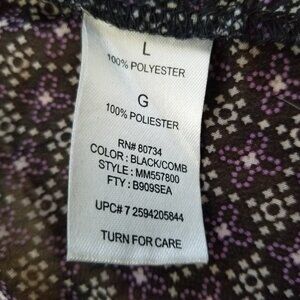 L
100% POLYESTER
G
100% POLIESTER
RN# 80734
COLOR : BLACK/COMB
STYLE : MM557800
FTY : B909SEA
UPC# 7 2594205844
TURN FOR CARE